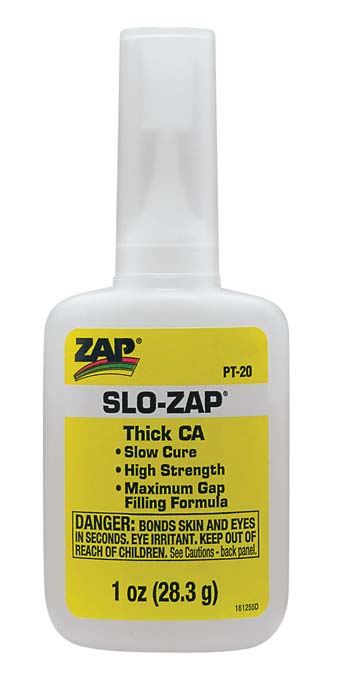 ZAP®
PT-20
SLO-ZAP®
Thick CA
• Slow Cure
• High Strength
• Maximum Gap
Filling Formula
DANGER: BONDS SKIN AND EYES
IN SECONDS. EYE IRRITANT. KEEP OUT OF
REACH OF CHILDREN. See Cautions - back panel.
1 oz (28.3 g)
161255D